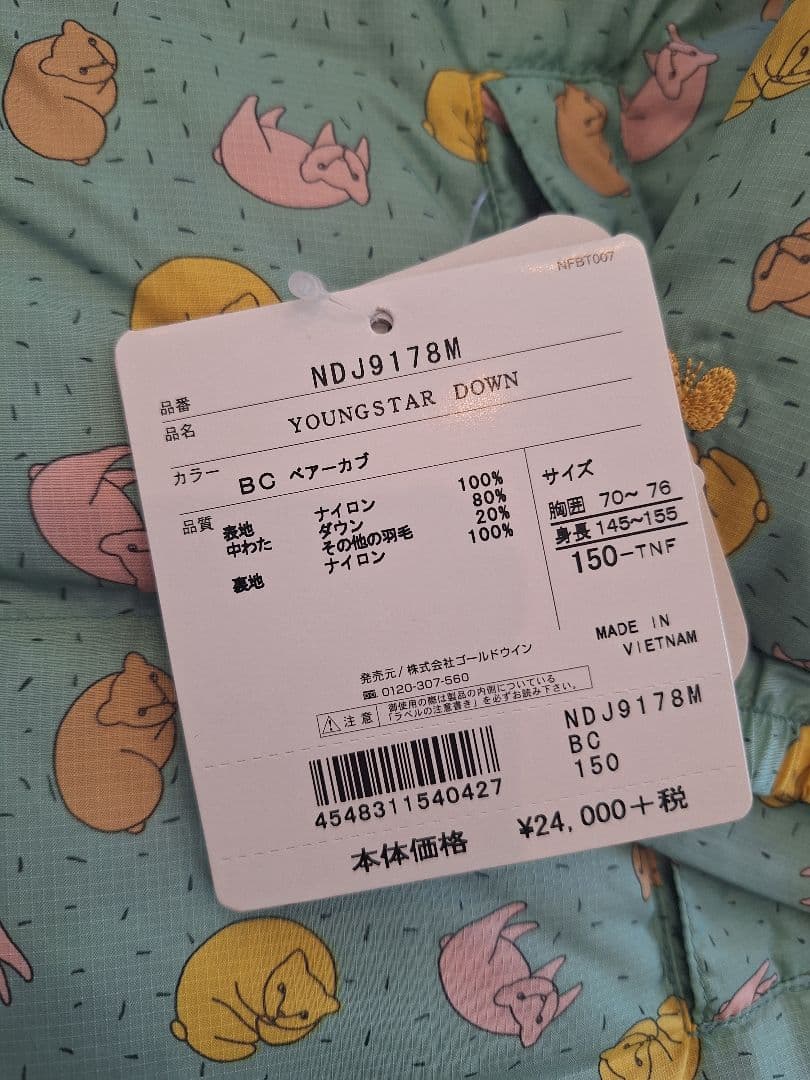 NFBT007
品番 NDJ9178M
品名 YOUNGSTAR DOWN
カラー BC ベアーカブ
品質 表地 ナイロン 100%
中わた ダウン 80%
その他の羽毛 20%
裏地 ナイロン 100%
サイズ
胸囲 70～ 76
身長 145～155
150-TNF
MADE IN
VIETNAM
発売元/株式会社ゴールドウイン
0120-307-560
注意 御使用の際は製品の内側についている
「ラベルの注意書き」を必ずお読み下さい。
4548311540427
NDJ9178M
BC
150
本体価格 ¥24,000+税